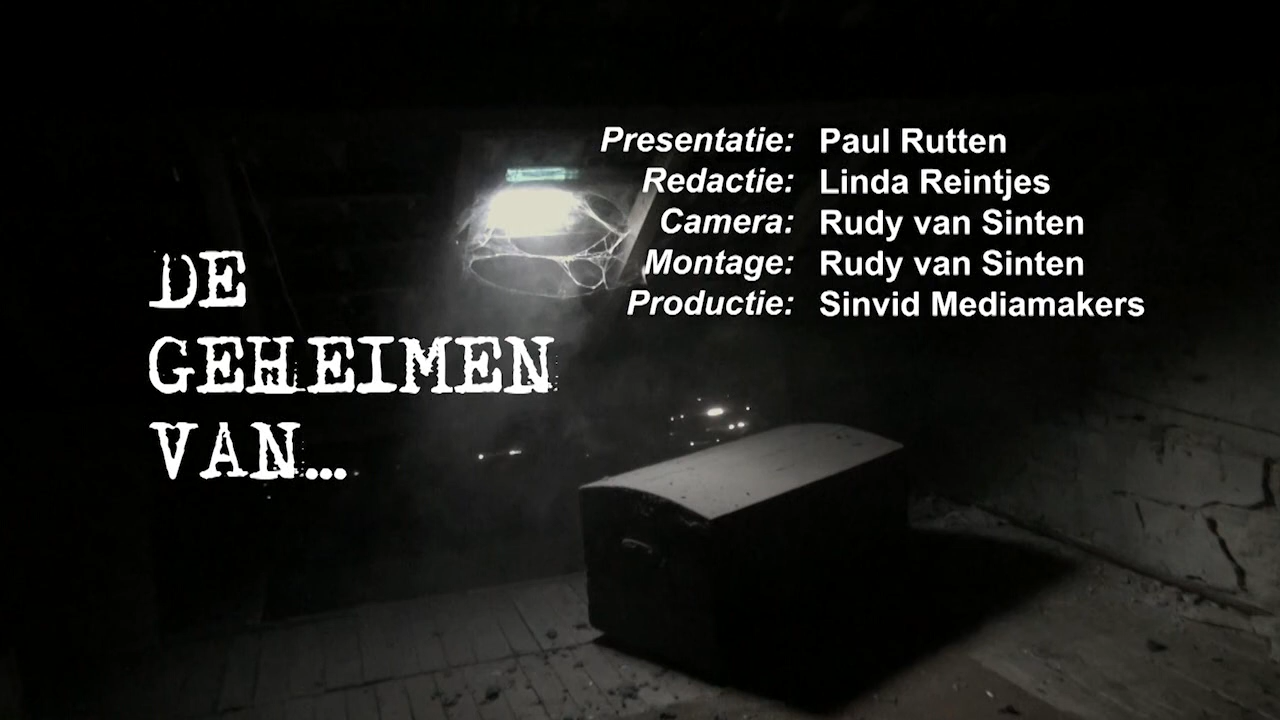 DE
GEHEIMEN
VAN...
Presentatie: Paul Rutten
Redactie: Linda Reintjes
Camera: Rudy van Sinten
Montage: Rudy van Sinten
Productie: Sinvid Mediamakers